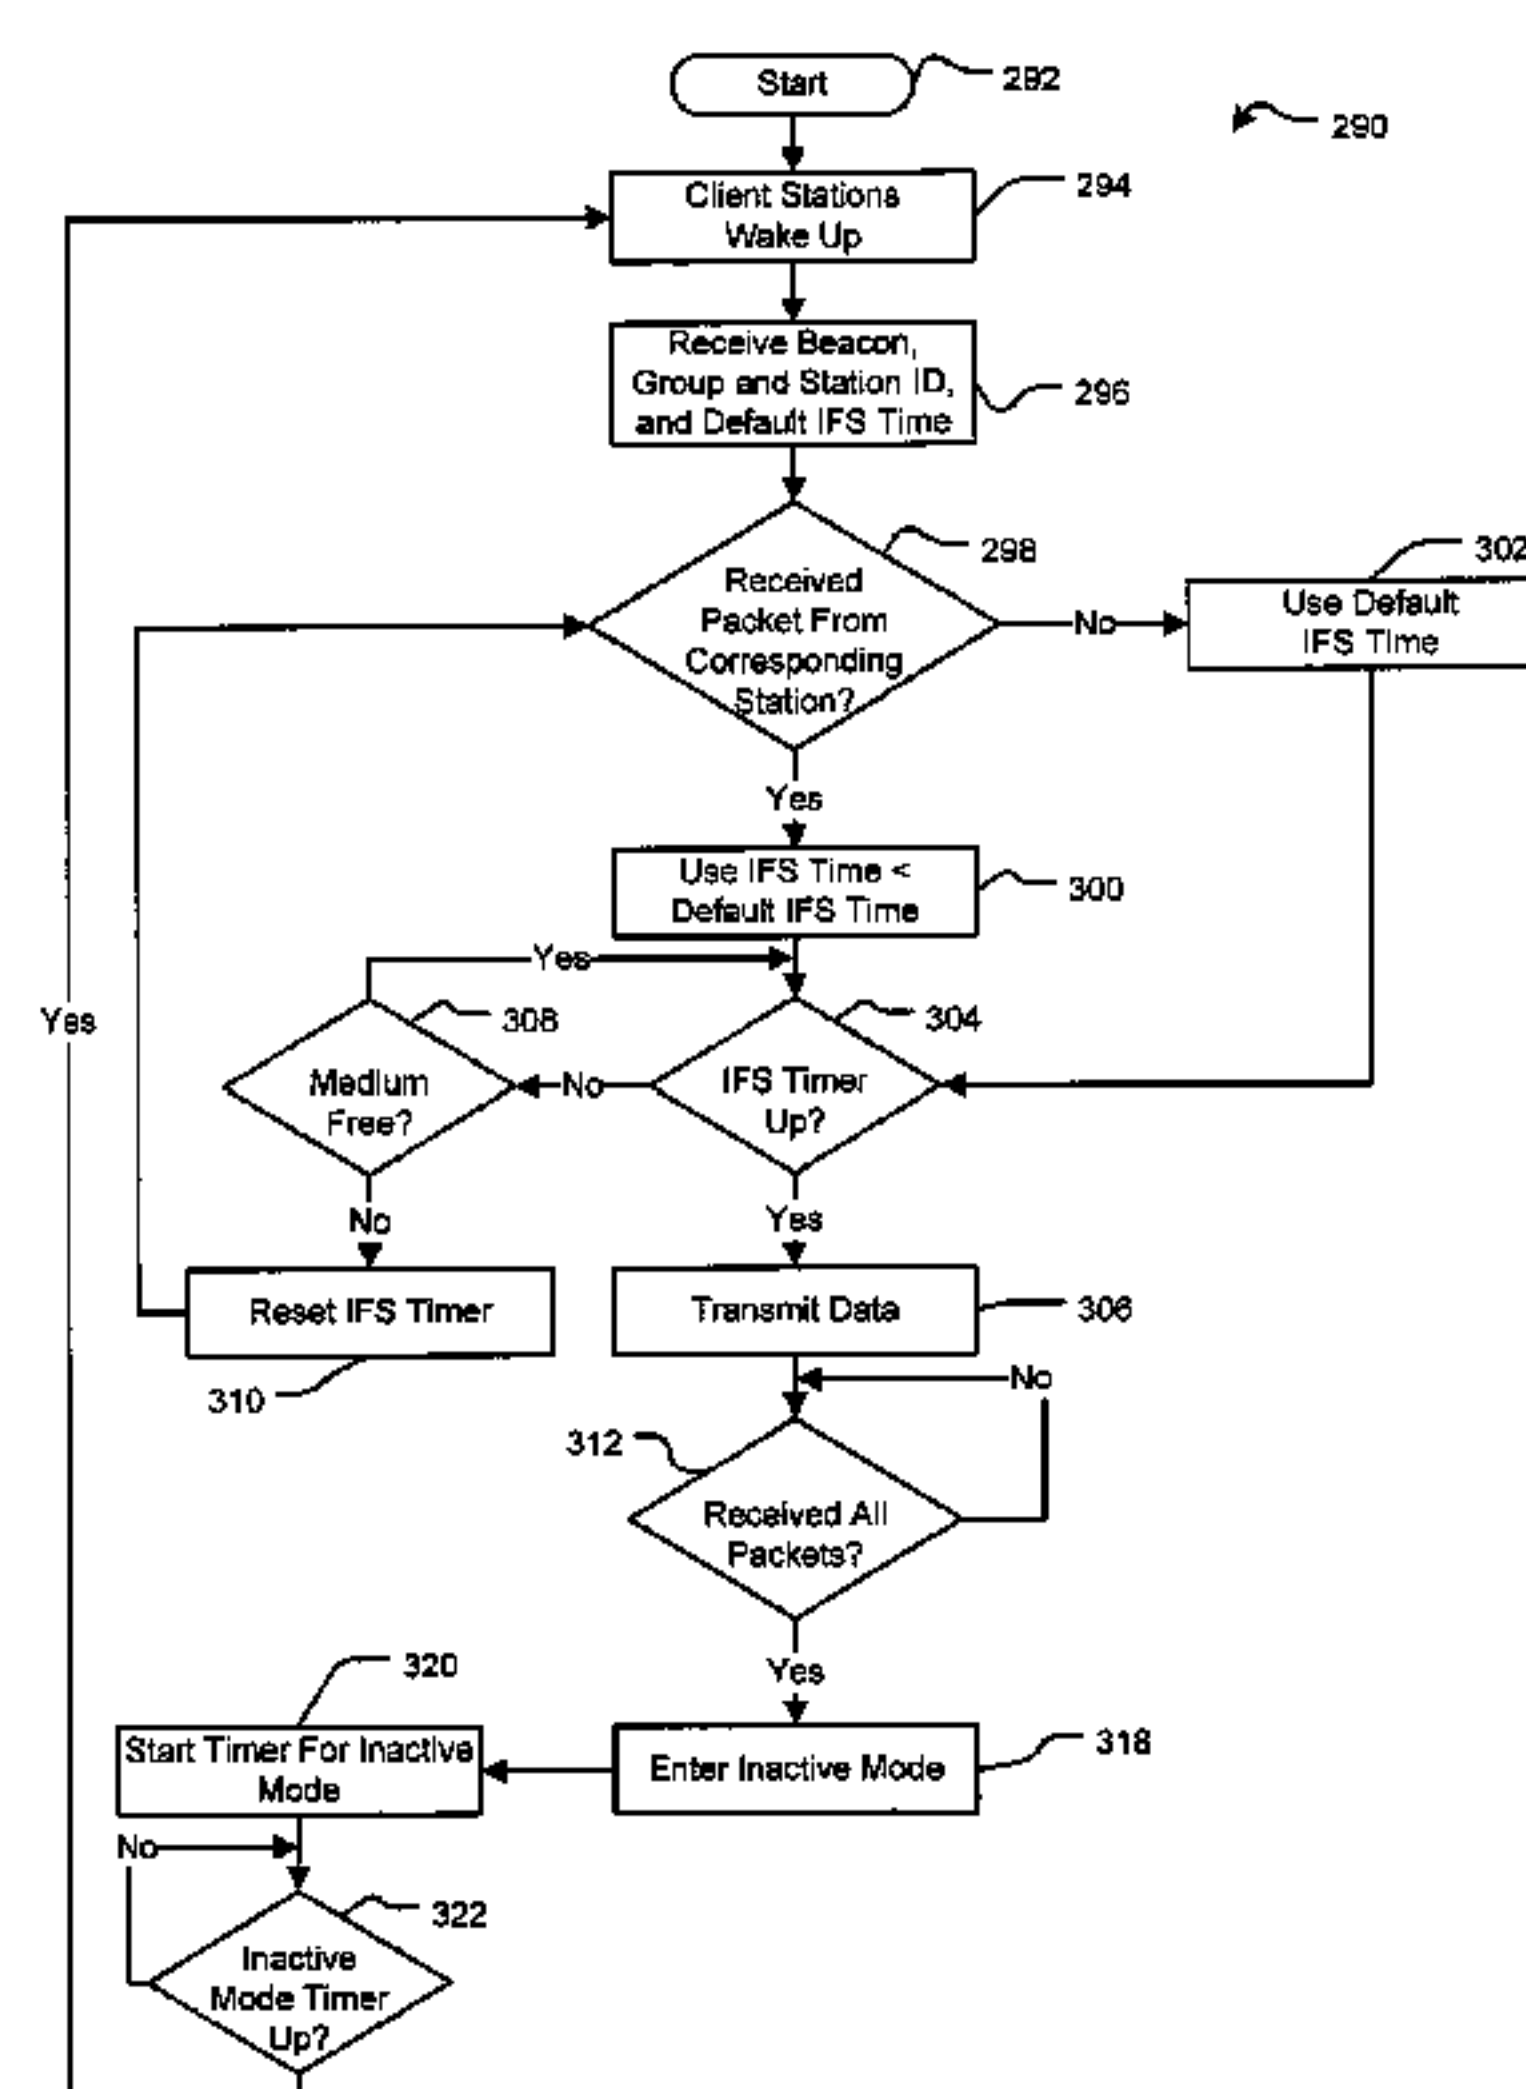 Start
292
290
Client Stations
Wake Up
294
Receive Beacon,
Group and Station ID,
and Default IFS Time
296
298
Received
Packet From
Corresponding
Station?
No
302
Use Default
IFS Time
Yes
Use IFS Time <
Default IFS Time
300
Yes
Yes
308
304
Medium
Free?
No
IFS Timer
Up?
No
Yes
Reset IFS Timer
310
Transmit Data
306
No
312
Received All
Packets?
Yes
320
Start Timer For Inactive
Mode
Enter Inactive Mode
318
No
322
Inactive
Mode Timer
Up?